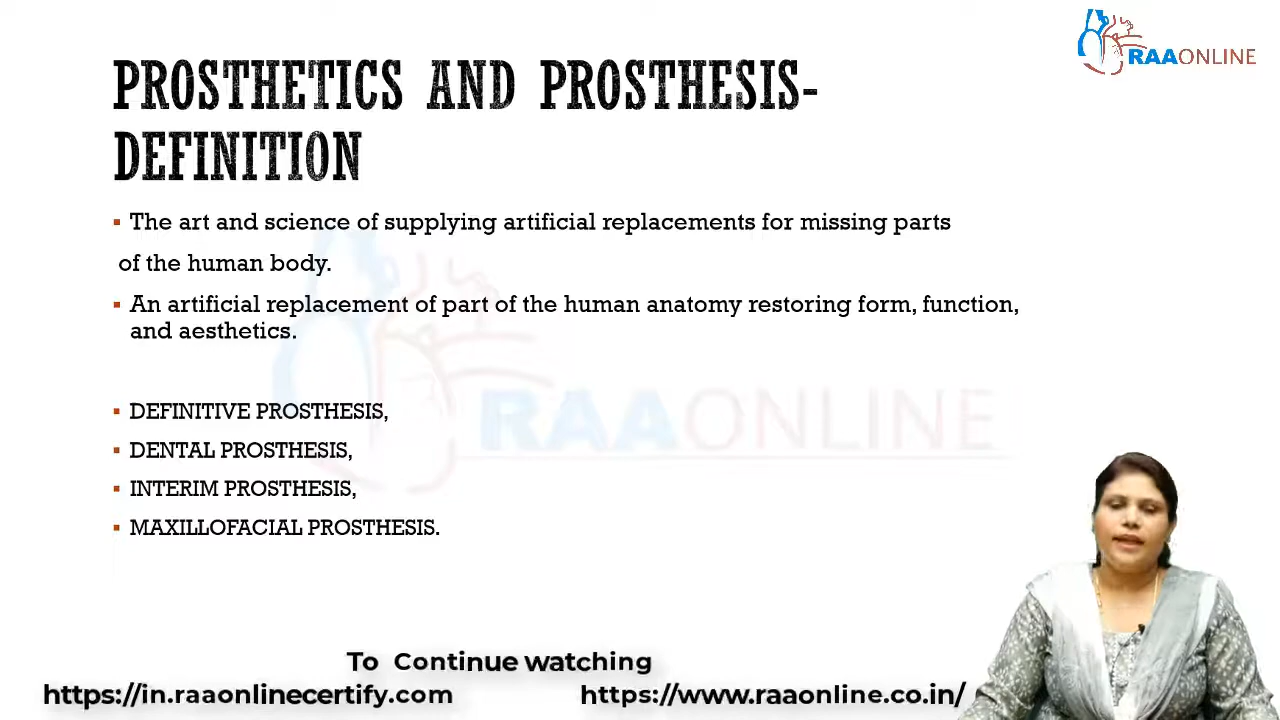 RAAONLINE
PROSTHETICS AND PROSTHESIS-
DEFINITION
▪ The art and science of supplying artificial replacements for missing parts
of the human body.
▪ An artificial replacement of part of the human anatomy restoring form, function,
and aesthetics.
RAAONLINE
▪ DEFINITIVE PROSTHESIS,
▪ DENTAL PROSTHESIS,
▪ INTERIM PROSTHESIS,
▪ MAXILLOFACIAL PROSTHESIS.
To Continue watching
https://in.raaonlinecertify.com https://www.raaonline.co.in/